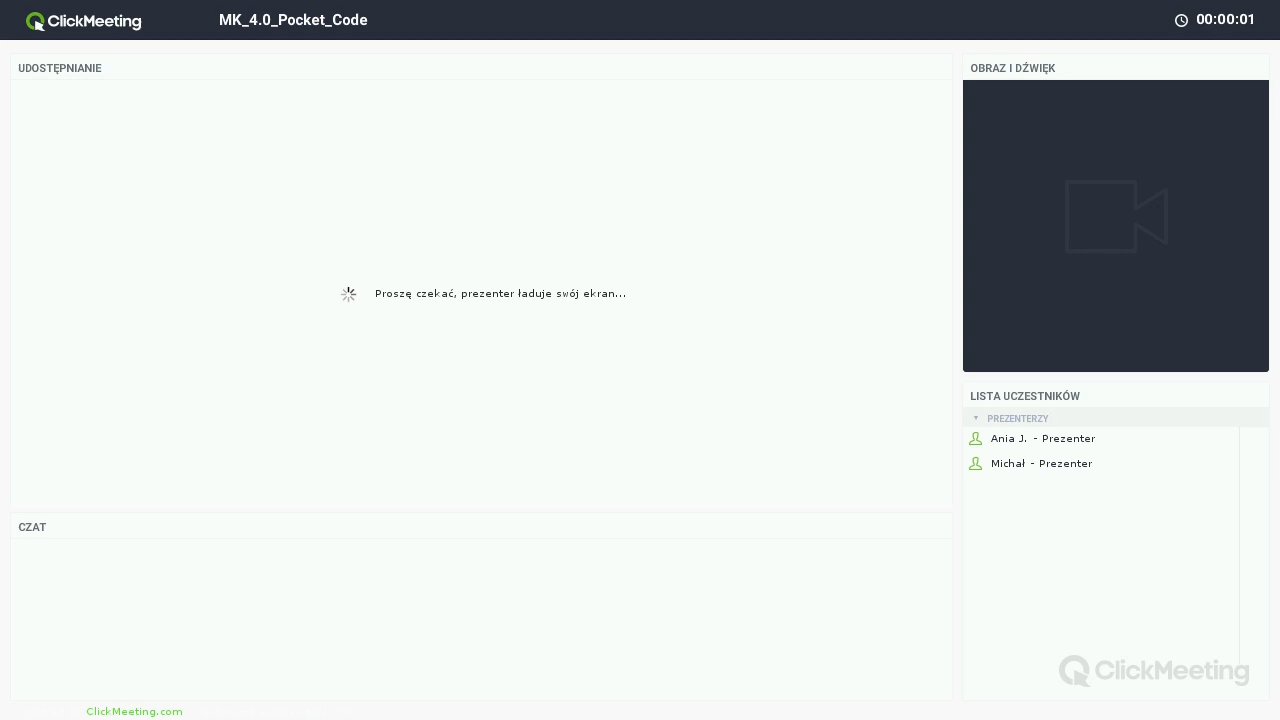 ClickMeeting
MK_4.0_Pocket_Code
00:00:01
UDOSTĘPNIANIE
Proszę czekać, prezenter ładuje swój ekran...
OBRAZ I DŹWIĘK
LISTA UCZESTNIKÓW
PREZENTERZY
Ania J. - Prezenter
Michał - Prezenter
CZAT
ClickMeeting
ClickMeeting.com